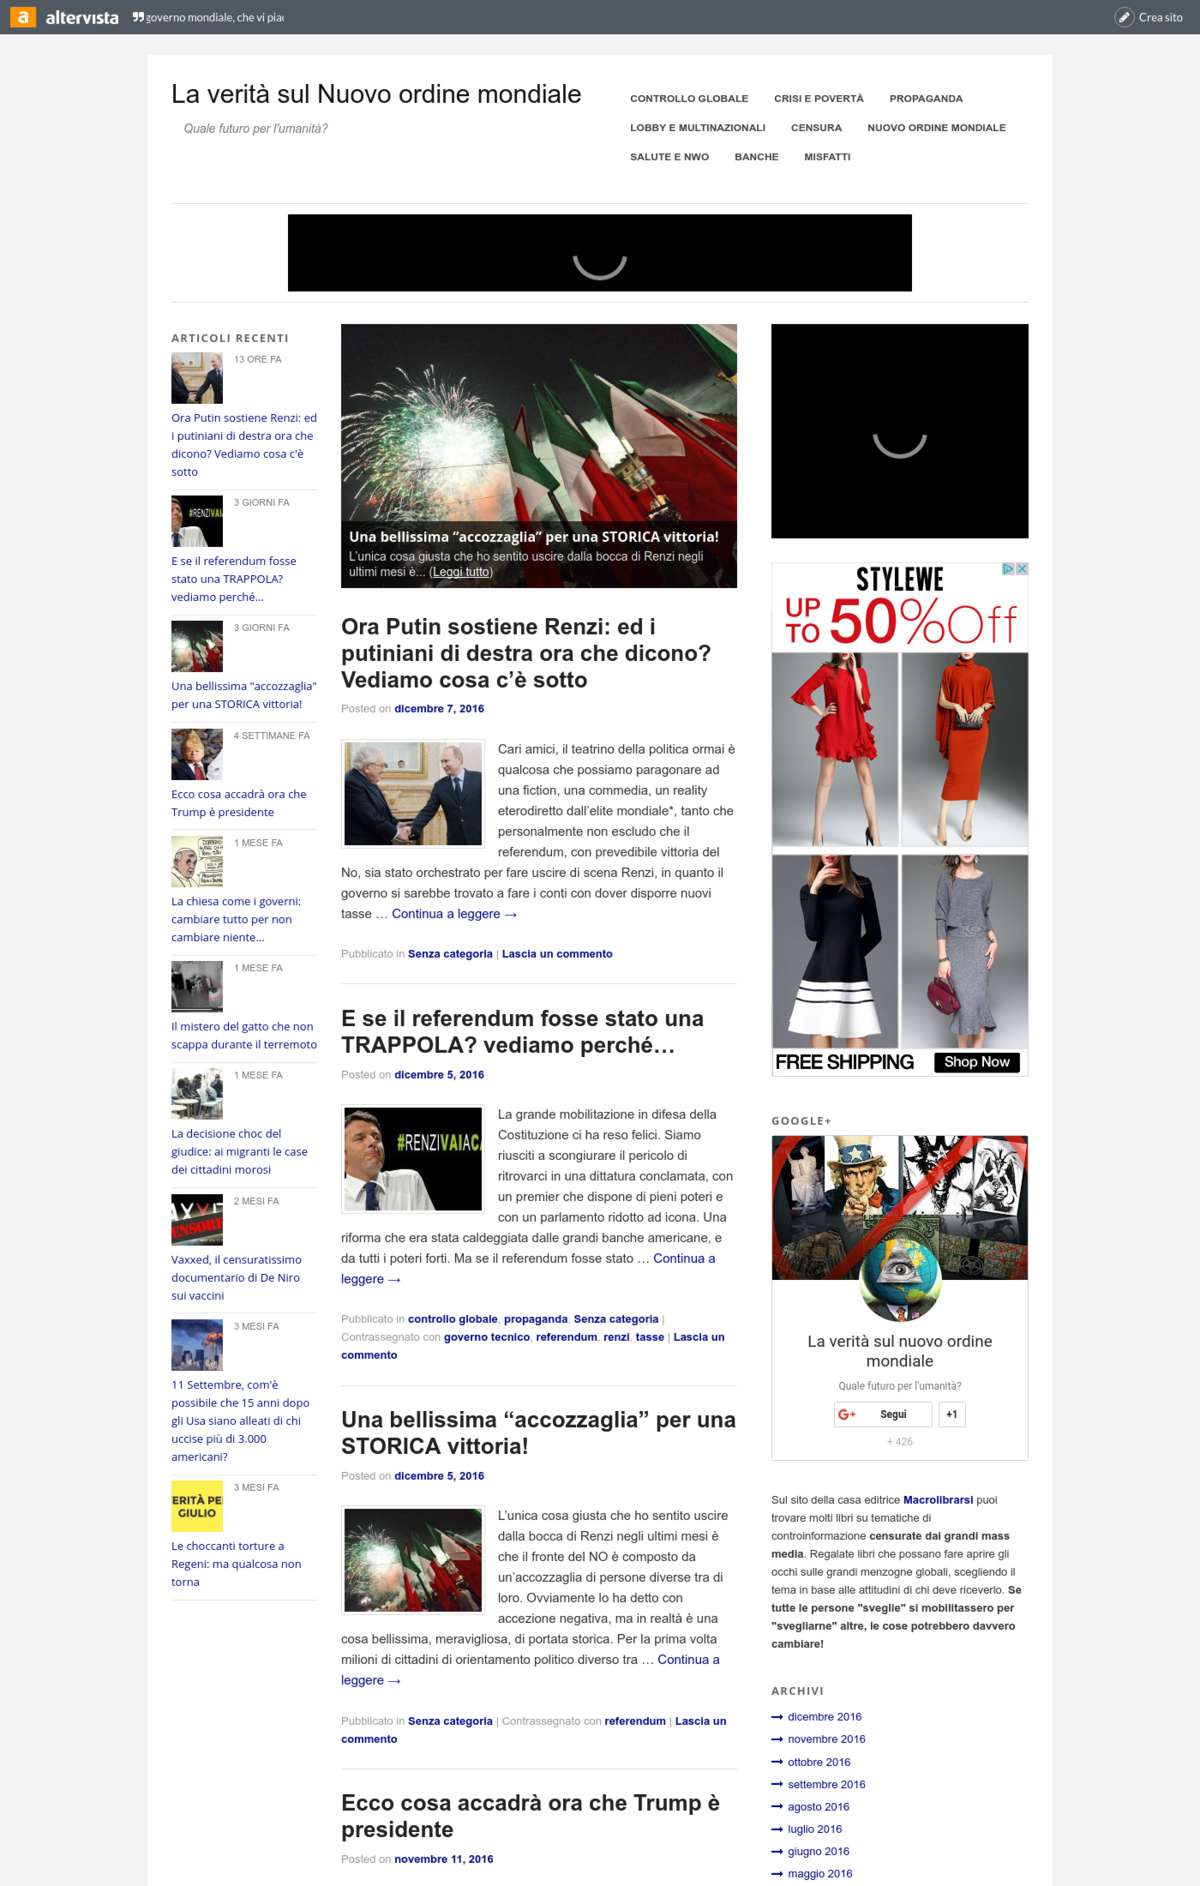 altervista
governo mondiale, che vi piac
Crea sito
La verità sul Nuovo ordine mondiale
Quale futuro per l'umanità?
CONTROLLO GLOBALE CRISI E POVERTÀ PROPAGANDA
LOBBY E MULTINAZIONALI CENSURA NUOVO ORDINE MONDIALE
SALUTE E NWO BANCHE MISFATTI
ARTICOLI RECENTI
13 ORE FA
Ora Putin sostiene Renzi: ed
i putiniani di destra ora che
dicono? Vediamo cosa c'è
sotto
3 GIORNI FA
#RENZIVAI
E se il referendum fosse
stato una TRAPPOLA?
vediamo perché...
3 GIORNI FA
Una bellissima "accozzaglia"
per una STORICA vittoria!
4 SETTIMANE FA
Ecco cosa accadrà ora che
Trump è presidente
1 MESE FA
La chiesa come i governi:
cambiare tutto per non
cambiare niente...
1 MESE FA
Il mistero del gatto che non
scappa durante il terremoto
1 MESE FA
La decisione choc del
giudice: ai migranti le case
dei cittadini morosi
2 MESI FA
Vaxxed, il censuratissimo
documentario di De Niro
sui vaccini
3 MESI FA
11 Settembre, com'è
possibile che 15 anni dopo
gli Usa siano alleati di chi
uccise più di 3.000
americani?
3 MESI FA
ERITÀ PE
GIULIO
Le choccanti torture a
Regeni: ma qualcosa non
torna
Una bellissima “accozzaglia” per una STORICA vittoria!
L’unica cosa giusta che ho sentito uscire dalla bocca di Renzi negli
ultimi mesi è... (Leggi tutto)
Ora Putin sostiene Renzi: ed i
putiniani di destra ora che dicono?
Vediamo cosa c’è sotto
Posted on dicembre 7, 2016
Cari amici, il teatrino della politica ormai è
qualcosa che possiamo paragonare ad
una fiction, una commedia, un reality
eterodiretto dall’elite mondiale*, tanto che
personalmente non escludo che il
referendum, con prevedibile vittoria del
No, sia stato orchestrato per fare uscire di scena Renzi, in quanto il
governo si sarebbe trovato a fare i conti con dover disporre nuovi
tasse … Continua a leggere →
Pubblicato in Senza categoria | Lascia un commento
E se il referendum fosse stato una
TRAPPOLA? vediamo perché…
Posted on dicembre 5, 2016
#RENZIVAIACA
La grande mobilitazione in difesa della
Costituzione ci ha reso felici. Siamo
riusciti a scongiurare il pericolo di
ritrovarci in una dittatura conclamata, con
un premier che dispone di pieni poteri e
con un parlamento ridotto ad icona. Una
riforma che era stata caldeggiata dalle grandi banche americane, e
da tutti i poteri forti. Ma se il referendum fosse stato … Continua a
leggere →
Pubblicato in controllo globale, propaganda, Senza categoria |
Contrassegnato con governo tecnico, referendum, renzi, tasse | Lascia un
commento
Una bellissima “accozzaglia” per una
STORICA vittoria!
Posted on dicembre 5, 2016
L’unica cosa giusta che ho sentito uscire
dalla bocca di Renzi negli ultimi mesi è
che il fronte del NO è composto da
un’accozzaglia di persone diverse tra di
loro. Ovviamente lo ha detto con
accezione negativa, ma in realtà è una
cosa bellissima, meravigliosa, di portata storica. Per la prima volta
milioni di cittadini di orientamento politico diverso tra … Continua a
leggere →
Pubblicato in Senza categoria | Contrassegnato con referendum | Lascia un
commento
Ecco cosa accadrà ora che Trump è
presidente
Posted on novembre 11, 2016
STYLEWE
UP TO 50% Off
FREE SHIPPING Shop Now
GOOGLE+
La verità sul nuovo ordine
mondiale
Quale futuro per l'umanità?
G+ Segui +1
+ 426
Sul sito della casa editrice Macrolibrarsi puoi
trovare molti libri su tematiche di
controinformazione censurate dai grandi mass
media. Regalate libri che possano fare aprire gli
occhi sulle grandi menzogne globali, scegliendo il
tema in base alle attitudini di chi deve riceverlo. Se
tutte le persone "sveglie" si mobilitassero per
"svegliarne" altre, le cose potrebbero davvero
cambiare!
ARCHIVI
dicembre 2016
novembre 2016
ottobre 2016
settembre 2016
agosto 2016
luglio 2016
giugno 2016
maggio 2016